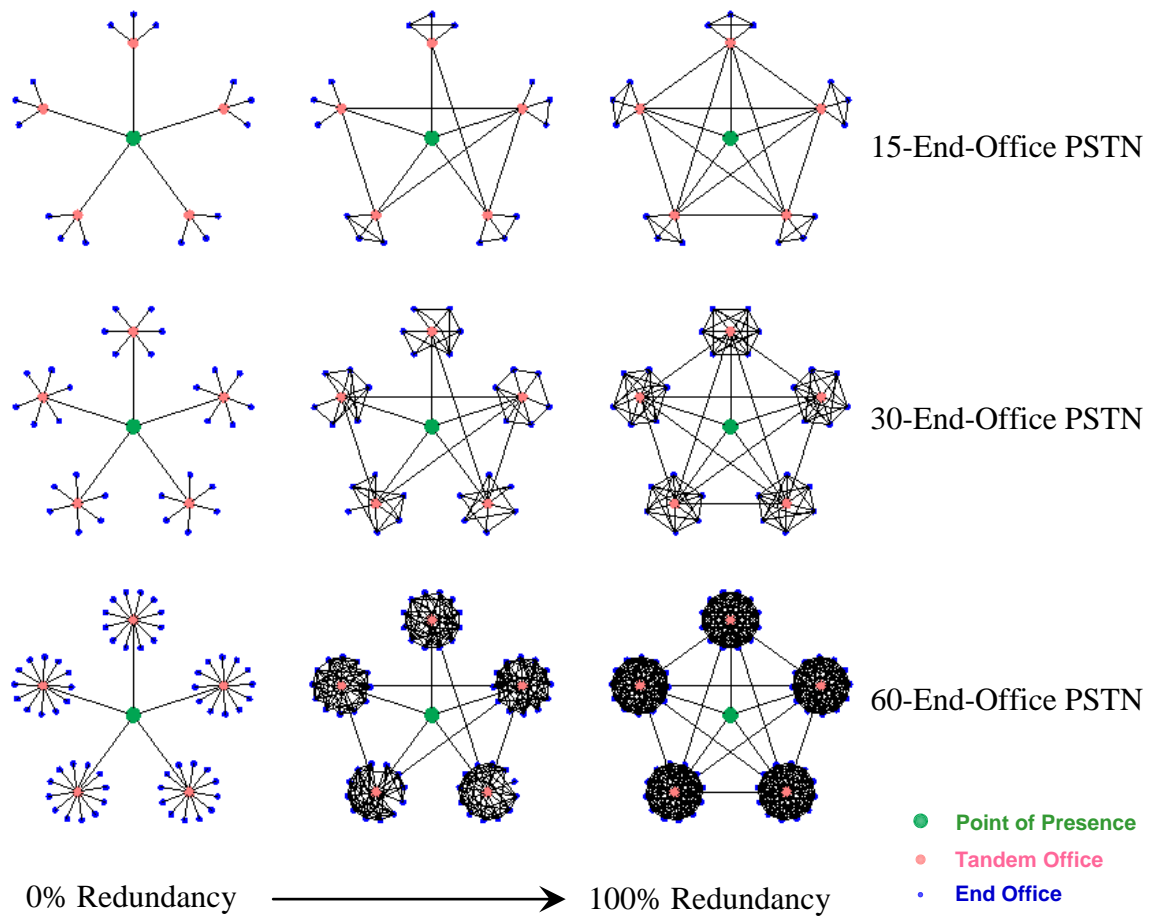 15-End-Office PSTN
30-End-Office PSTN
60-End-Office PSTN
Point of Presence
Tandem Office
End Office
0% Redundancy
100% Redundancy